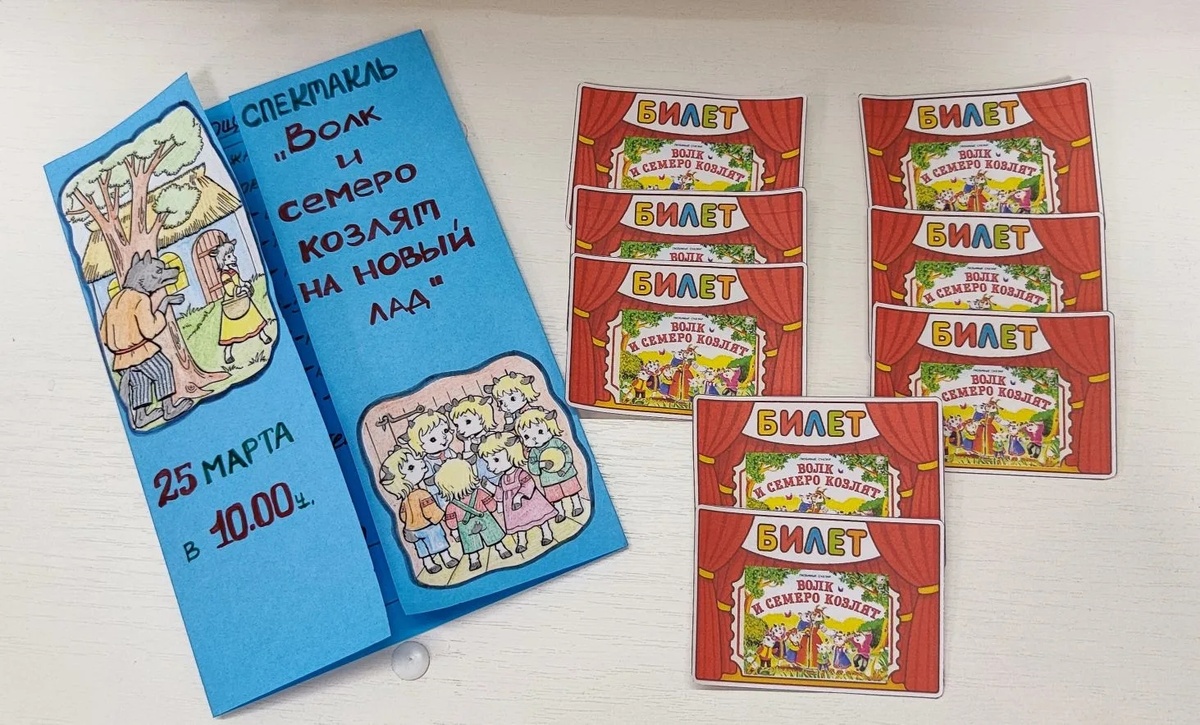 СПЕКТАКЛЬ
„Волк
и
семеро
козлят
на новый
лад"
25 марта
в 10.00ч.
БИЛЕТ
ВОЛК
И СЕМЕРО КОЗЛЯТ
БИЛЕТ
ВОЛК
БИЛЕТ
ВОЛК
И СЕМЕРО КОЗЛЯТ
БИЛЕТ
ВОЛК
И СЕМЕРО КОЗЛЯТ
БИЛЕТ
ВОЛК
И СЕМЕРО КОЗЛЯТ
БИЛЕТ
ВОЛК
И СЕМЕРО КОЗЛЯТ
БИЛЕТ
ВОЛК
И СЕМЕРО КОЗЛЯТ
БИЛЕТ
ВОЛК
И СЕМЕРО КОЗЛЯТ